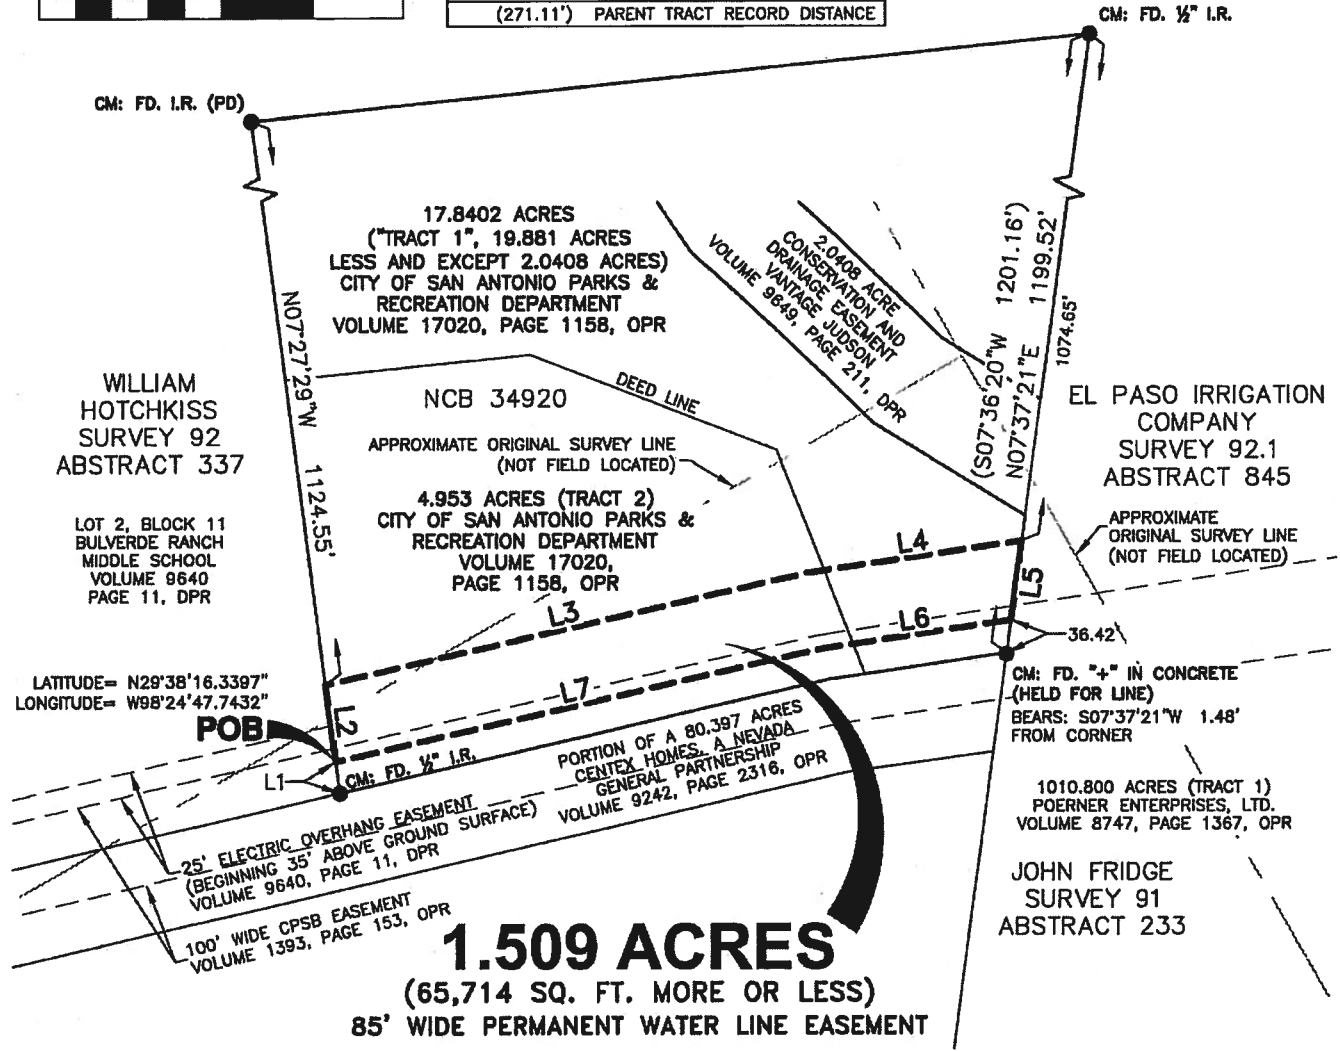 (271.11') PARENT TRACT RECORD DISTANCE
CM: FD. ½" I.R.
CM: FD. I.R. (PD)
17.8402 ACRES
("TRACT 1", 19.881 ACRES
LESS AND EXCEPT 2.0408 ACRES)
CITY OF SAN ANTONIO PARKS &
RECREATION DEPARTMENT
VOLUME 17020, PAGE 1158, OPR
2.0408 ACRE
CONSERVATION AND
DRAINAGE EASEMENT
VANTAGE JUDSON
VOLUME 9649, PAGE 211, DPR
(S07°36'20"W 1201.16')
N07°37'21"E 1199.52'
1074.65'
N07°27'29"W 1124.55'
WILLIAM
HOTCHKISS
SURVEY 92
ABSTRACT 337
NCB 34920
DEED LINE
EL PASO IRRIGATION
COMPANY
SURVEY 92.1
ABSTRACT 845
APPROXIMATE ORIGINAL SURVEY LINE
(NOT FIELD LOCATED)
4.953 ACRES (TRACT 2)
CITY OF SAN ANTONIO PARKS &
RECREATION DEPARTMENT
VOLUME 17020,
PAGE 1158, OPR
LOT 2, BLOCK 11
BULVERDE RANCH
MIDDLE SCHOOL
VOLUME 9640
PAGE 11, DPR
APPROXIMATE
ORIGINAL SURVEY LINE
(NOT FIELD LOCATED)
L4
L5
L3
L6
36.42'
LATITUDE= N29°38'16.3397"
LONGITUDE= W98°24'47.7432"
POB
L2
L7
L1
CM: FD. ½" I.R.
CM: FD. "+" IN CONCRETE
(HELD FOR LINE)
BEARS: S07°37'21"W 1.48'
FROM CORNER
PORTION OF A 80.397 ACRES
CENTEX HOMES, A NEVADA
GENERAL PARTNERSHIP
VOLUME 9242, PAGE 2316, OPR
25' ELECTRIC OVERHANG EASEMENT
(BEGINNING 35' ABOVE GROUND SURFACE)
VOLUME 9640, PAGE 11, DPR
1010.800 ACRES (TRACT 1)
POERNER ENTERPRISES, LTD.
VOLUME 8747, PAGE 1367, OPR
100' WIDE CPSB EASEMENT
VOLUME 1393, PAGE 153, OPR
JOHN FRIDGE
SURVEY 91
ABSTRACT 233
1.509 ACRES
(65,714 SQ. FT. MORE OR LESS)
85' WIDE PERMANENT WATER LINE EASEMENT